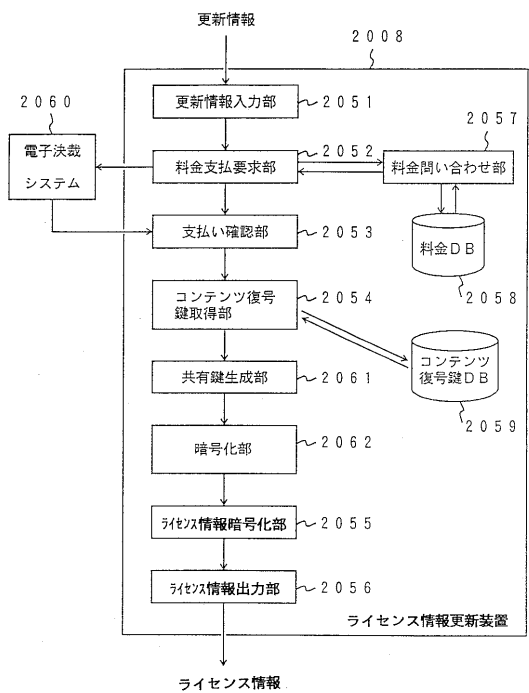 更新情報
2008
更新情報入力部
2051
2060
電子決裁
システム
料金支払要求部
2052
2057
料金問い合わせ部
支払い確認部
2053
料金DB
2058
コンテンツ復号
鍵取得部
2054
コンテンツ
復号鍵DB
2059
共有鍵生成部
2061
暗号化部
2062
ライセンス情報暗号化部
2055
ライセンス情報出力部
2056
ライセンス情報更新装置
ライセンス情報